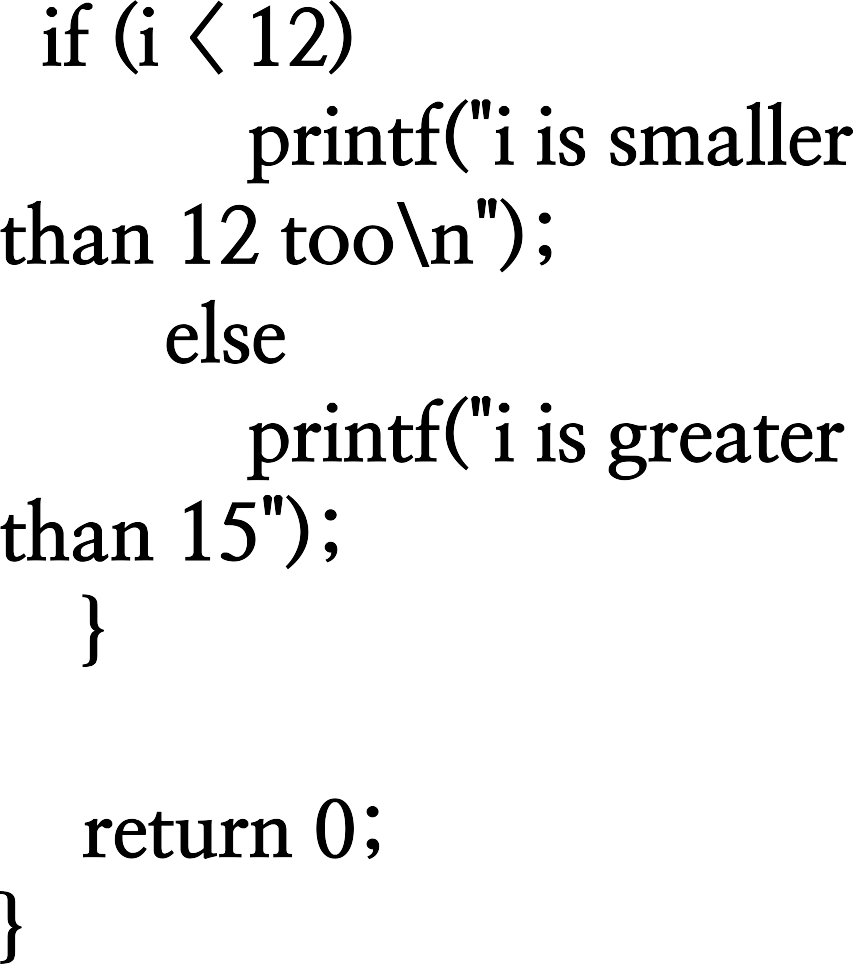 if (i < 12)
printf("i is smaller
than 12 too\n");
else
printf("i is greater
than 15");
}
return 0;
}